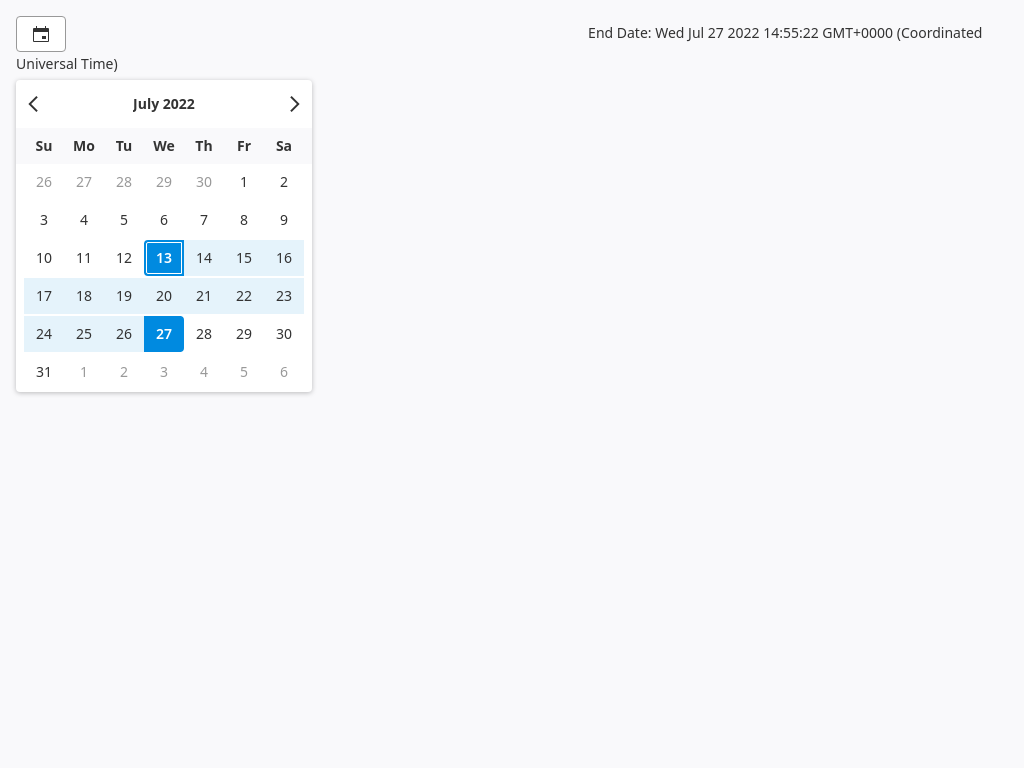 End Date: Wed Jul 27 2022 14:55:22 GMT+0000 (Coordinated
Universal Time)
July 2022
Su Mo Tu We Th Fr Sa
26 27 28 29 30 1 2
3 4 5 6 7 8 9
10 11 12 13 14 15 16
17 18 19 20 21 22 23
24 25 26 27 28 29 30
31 1 2 3 4 5 6